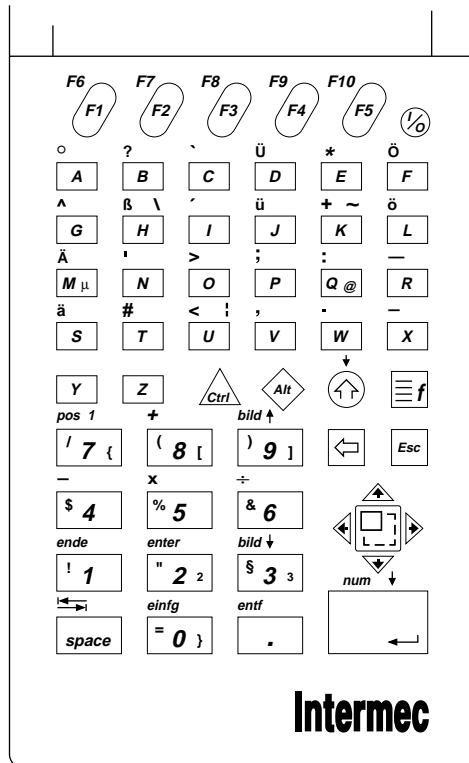 F6 F7 F8 F9 F10
F1 F2 F3 F4 F5 I/O
° ? ` Ü * Ö
A B C D E F
^ ß \ ´ ü + ~ ö
G H I J K L
Ä ' > ; : —
M µ N O P Q @ R
ä # < ¦ , . –
S T U V W X
Y Z Ctrl Alt f
pos 1 + bild
/ 7 { ( 8 [ ) 9 ] Esc
– x ÷
$ 4 % 5 & 6
ende enter bild
! 1 " 2 2 § 3 3
num
einfg entf
space = 0 } .
Intermec